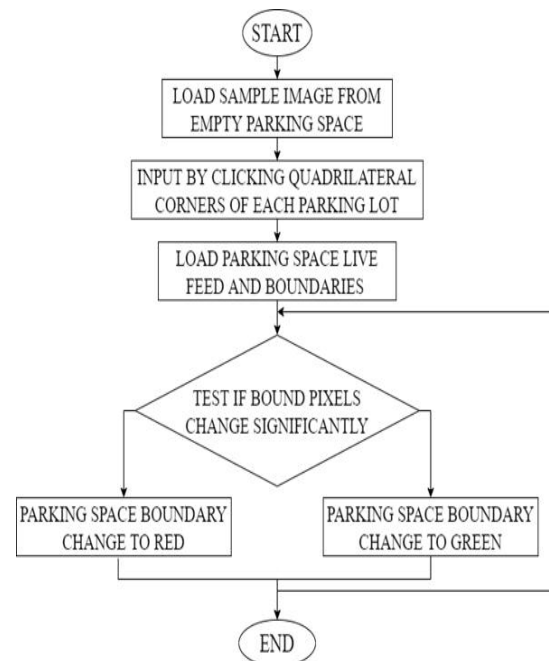 START
LOAD SAMPLE IMAGE FROM
EMPTY PARKING SPACE
INPUT BY CLICKING QUADRILATERAL
CORNERS OF EACH PARKING LOT
LOAD PARKING SPACE LIVE
FEED AND BOUNDARIES
TEST IF BOUND PIXELS
CHANGE SIGNIFICANTLY
PARKING SPACE BOUNDARY
CHANGE TO RED
PARKING SPACE BOUNDARY
CHANGE TO GREEN
END